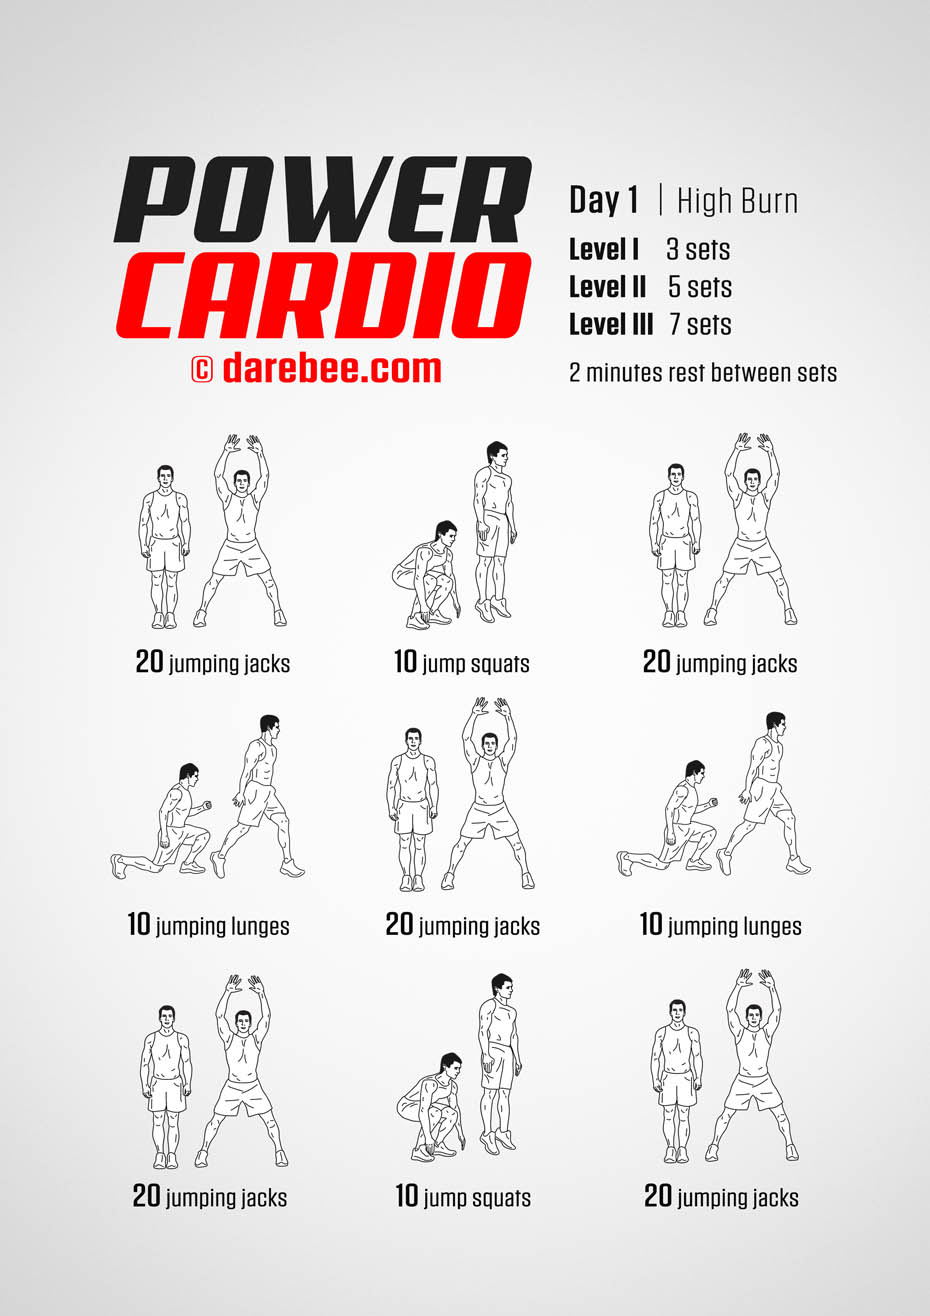 POWER
CARDIO
© darebee.com
Day 1 | High Burn
Level I 3 sets
Level II 5 sets
Level III 7 sets
2 minutes rest between sets
20 jumping jacks
10 jump squats
20 jumping jacks
10 jumping lunges
20 jumping jacks
10 jumping lunges
20 jumping jacks
10 jump squats
20 jumping jacks